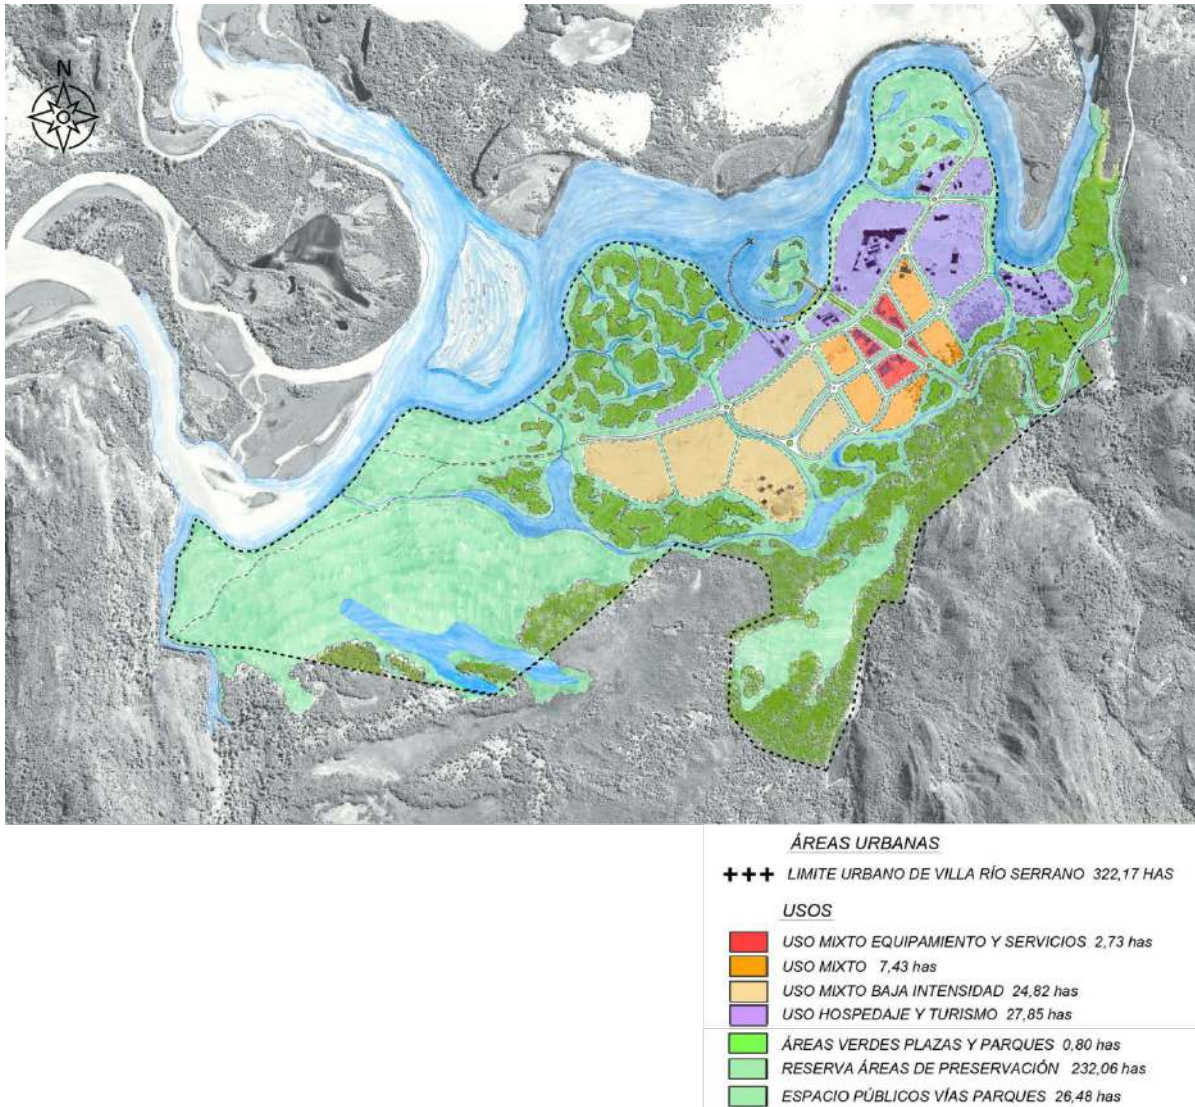 N
ÁREAS URBANAS
+++ LIMITE URBANO DE VILLA RÍO SERRANO 322,17 HAS
USOS
USO MIXTO EQUIPAMIENTO Y SERVICIOS 2,73 has
USO MIXTO 7,43 has
USO MIXTO BAJA INTENSIDAD 24,82 has
USO HOSPEDAJE Y TURISMO 27,85 has
ÁREAS VERDES PLAZAS Y PARQUES 0,80 has
RESERVA ÁREAS DE PRESERVACIÓN 232,06 has
ESPACIO PÚBLICOS VÍAS PARQUES 26,48 has